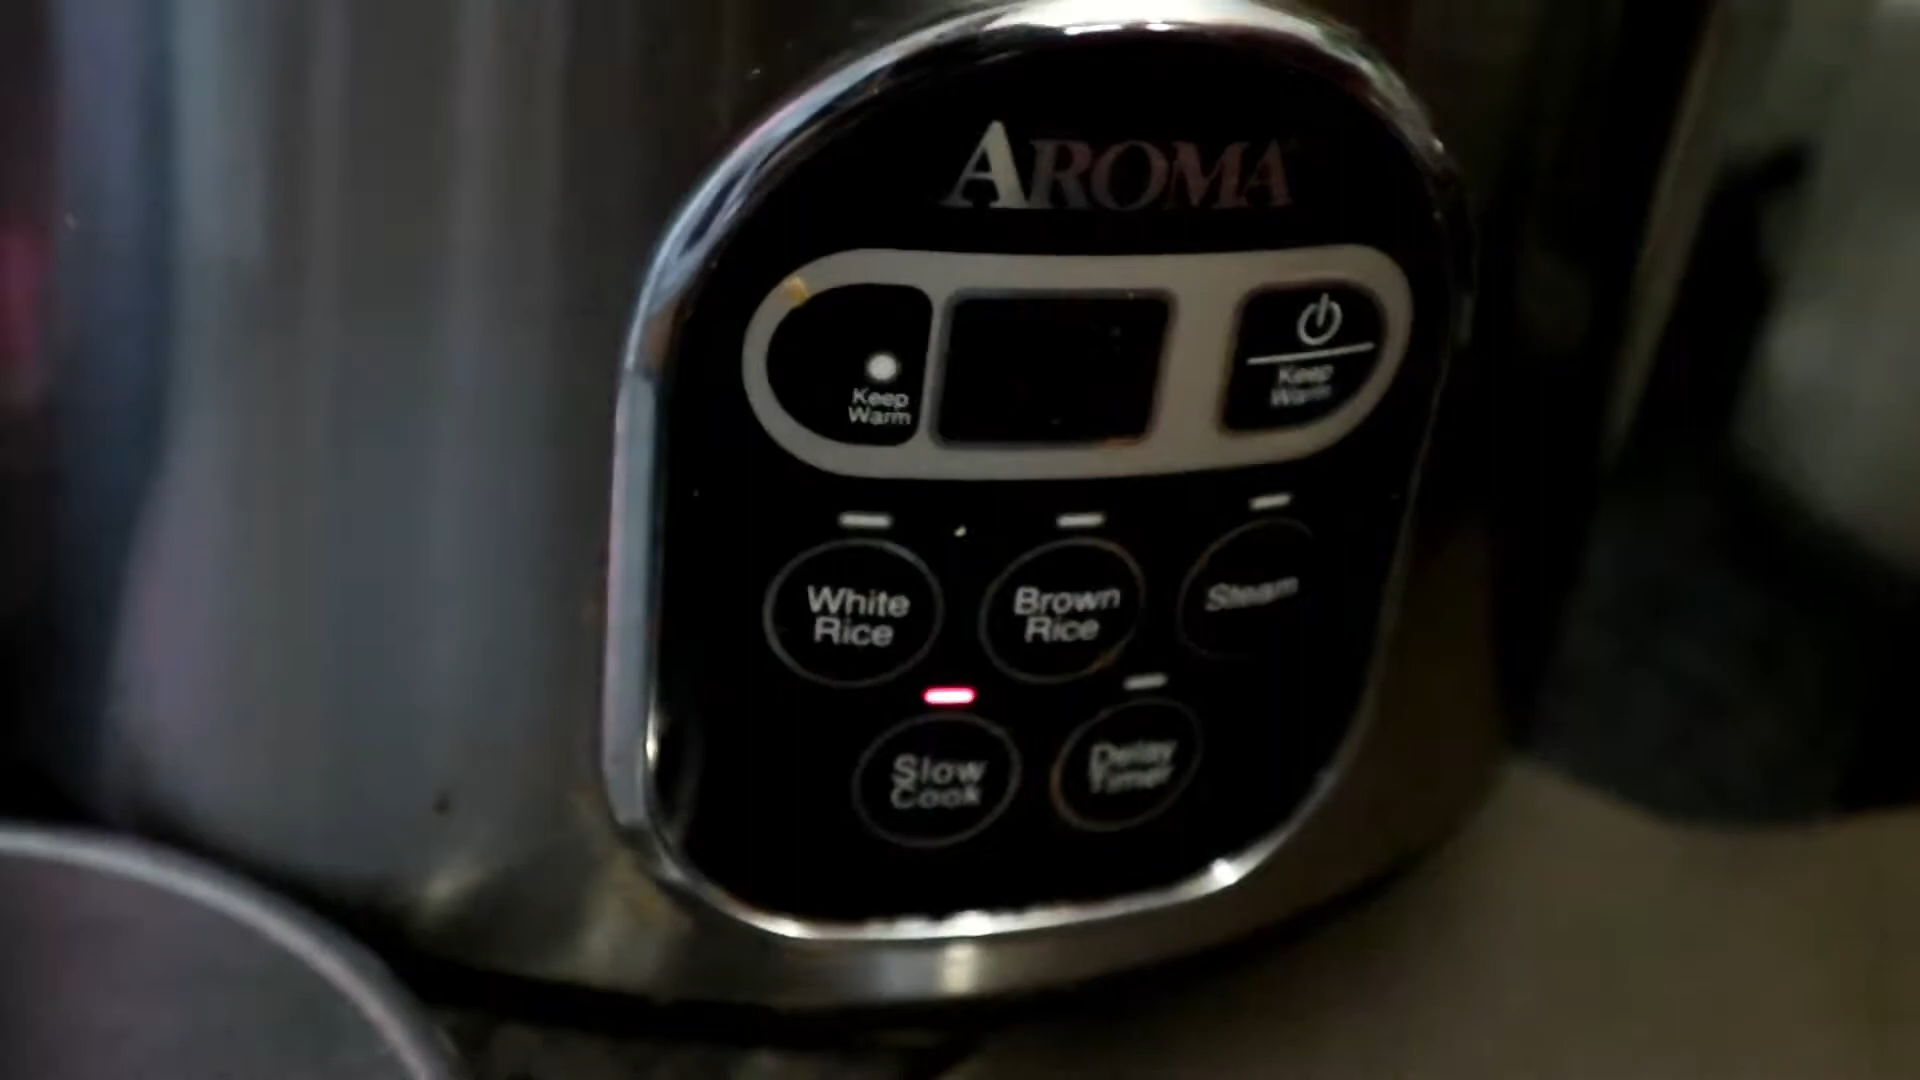 AROMA
Keep
Warm
Keep
Warm
White
Rice
Brown
Rice
Steam
Slow
Cook
Delay
Timer